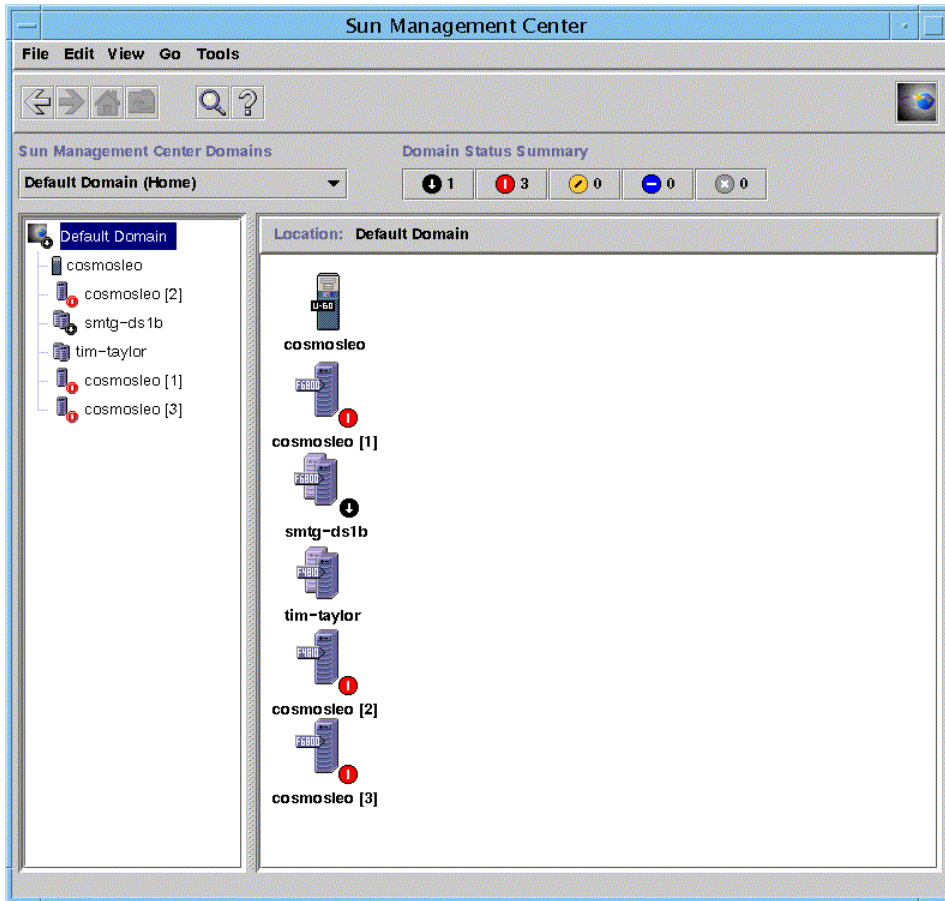 Sun Management Center
File Edit View Go Tools
Sun Management Center Domains
Domain Status Summary
Default Domain (Home)
1 3 0 0 0
Default Domain
cosmosleo
cosmosleo [2]
smtg-ds1b
tim-taylor
cosmosleo [1]
cosmosleo [3]
Location: Default Domain
U-60
cosmosleo
F6800
cosmosleo [1]
F6800
smtg-ds1b
F4810
tim-taylor
F4810
cosmosleo [2]
F6800
cosmosleo [3]